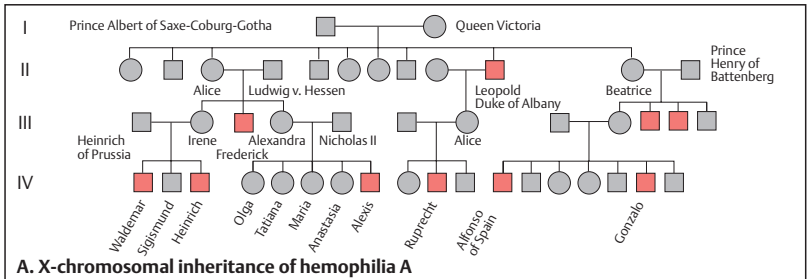 I
Prince Albert of Saxe-Coburg-Gotha
Queen Victoria
II
Prince
Henry of
Battenberg
Alice
Ludwig v. Hessen
Leopold
Duke of Albany
Beatrice
III
Heinrich
of Prussia
Irene
Frederick
Alexandra
Nicholas II
Alice
IV
Waldemar
Sigismund
Heinrich
Olga
Tatiana
Maria
Anastasia
Alexis
Ruprecht
Alfonso
of Spain
Gonzalo
A. X-chromosomal inheritance of hemophilia A